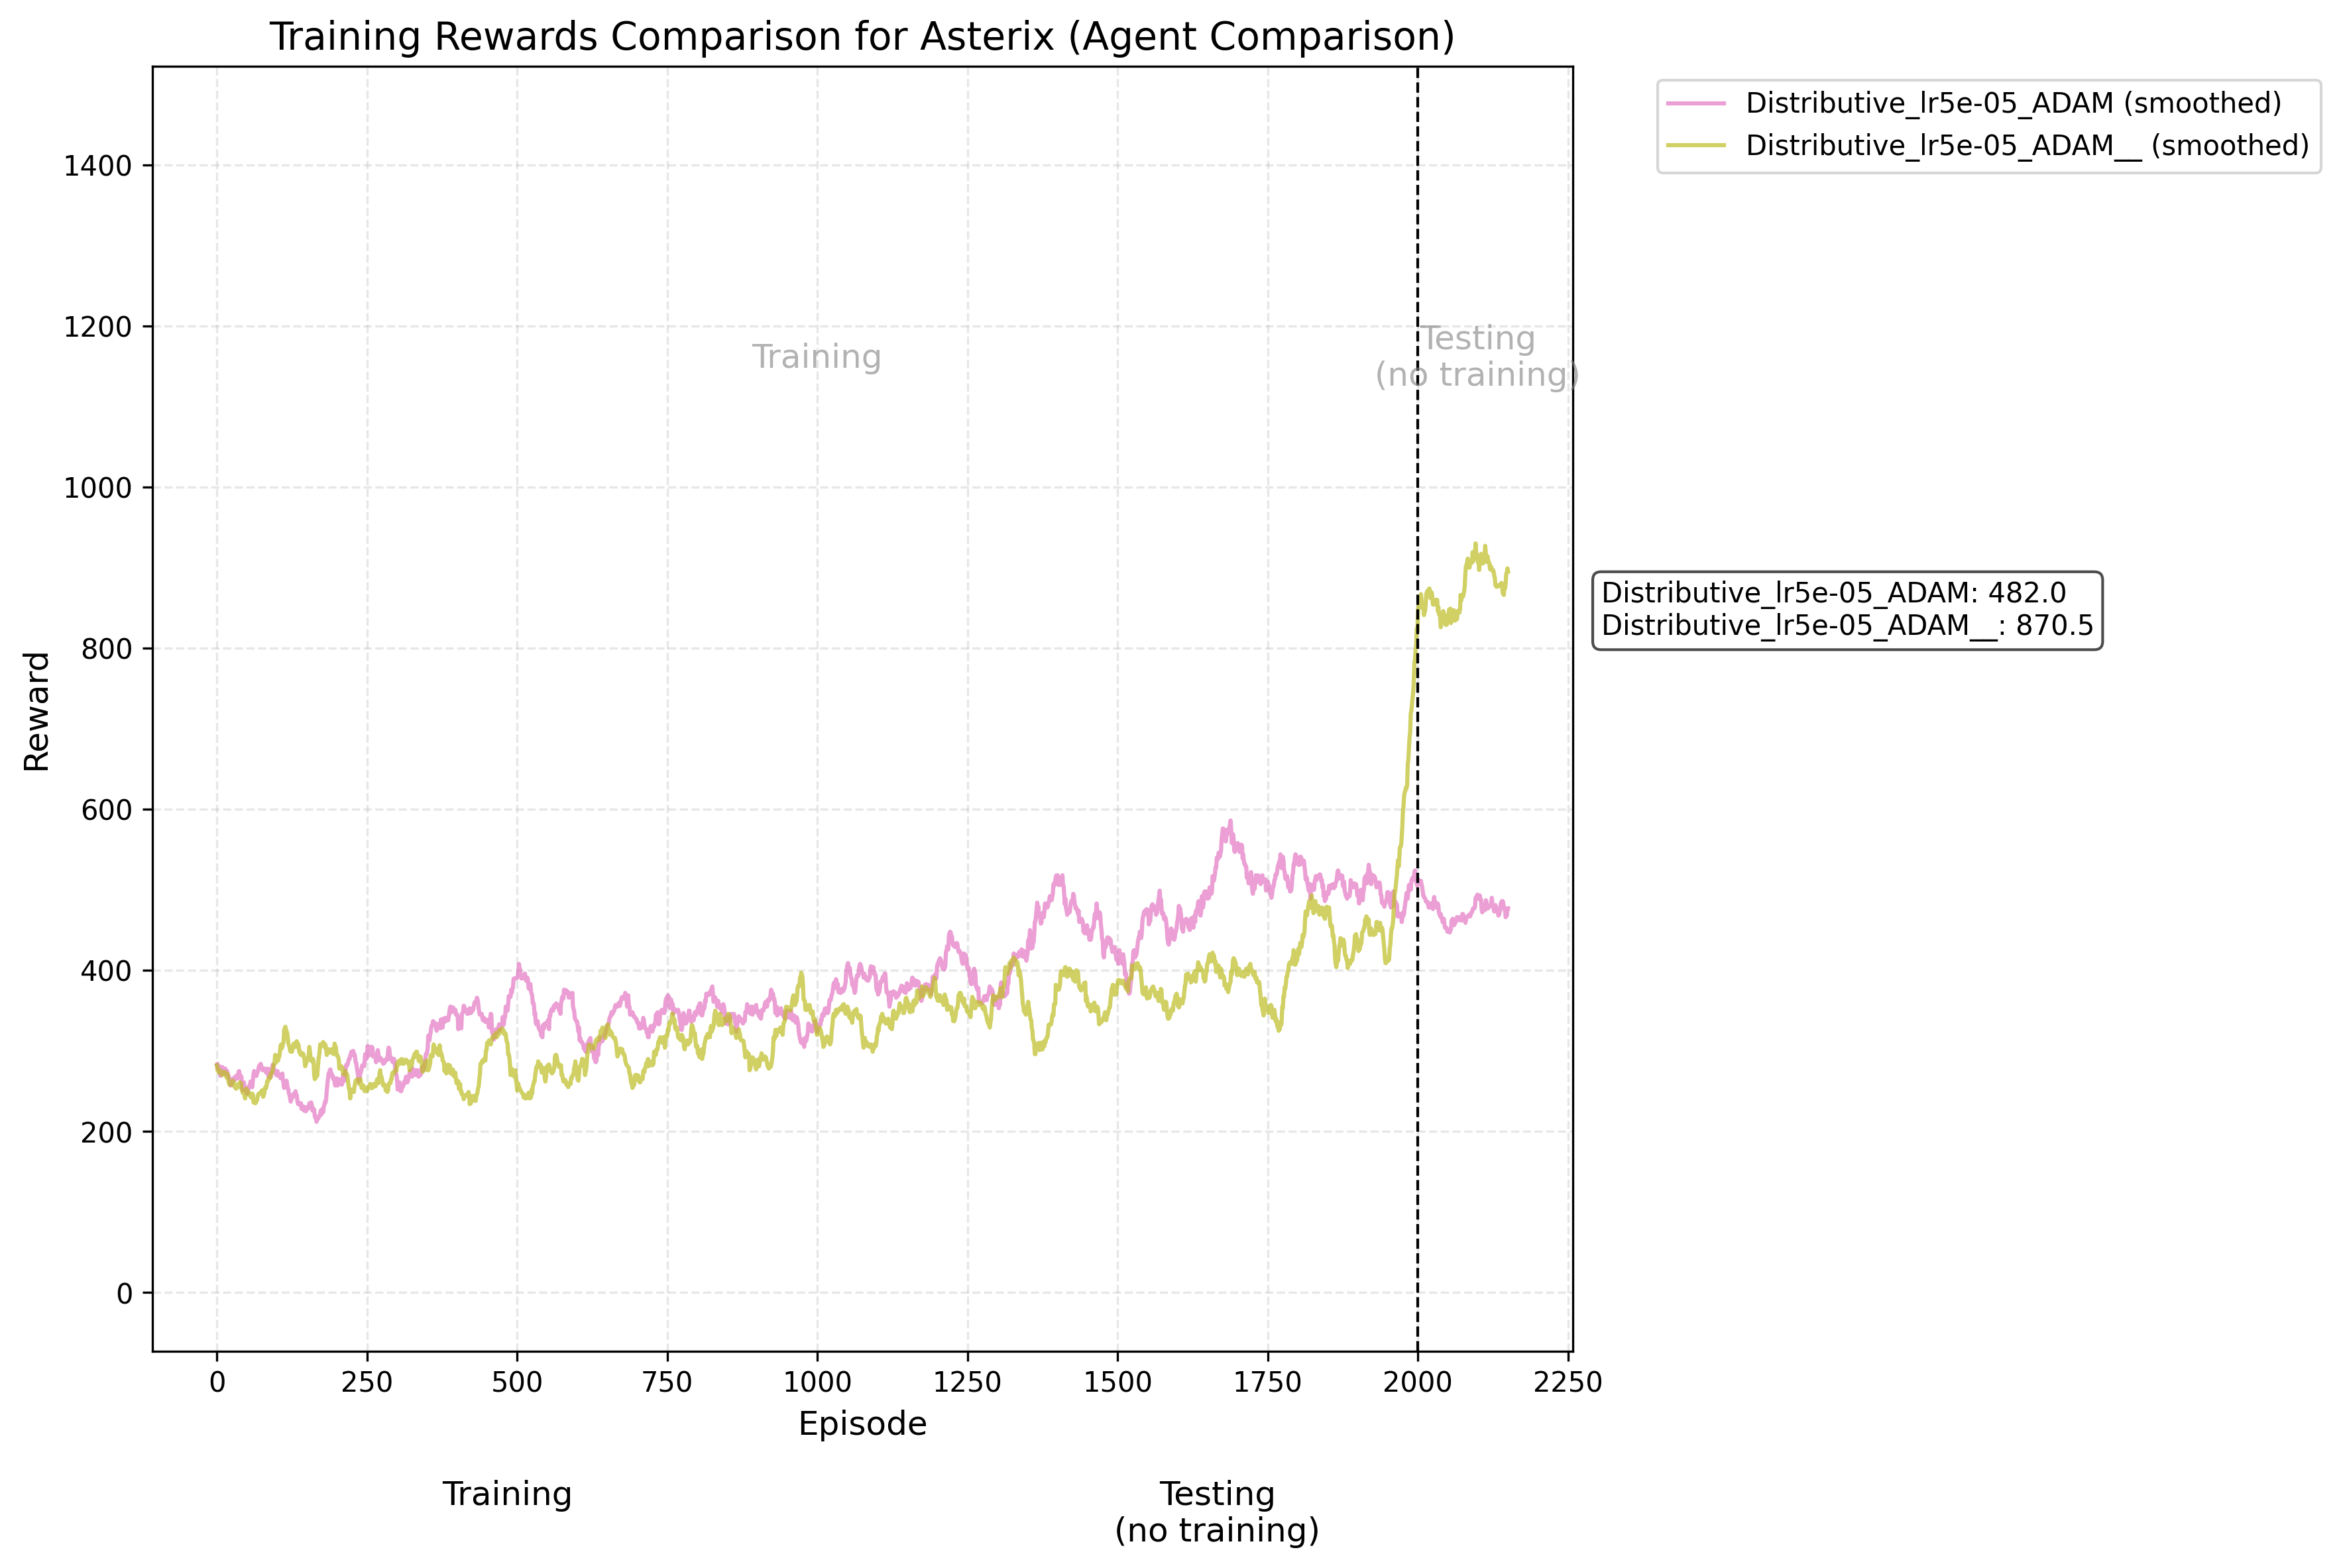 Training Rewards Comparison for Asterix (Agent Comparison)
Distributive_lr5e-05_ADAM (smoothed)
Distributive_lr5e-05_ADAM__ (smoothed)
1400
1200
1000
800
600
400
200
0
Reward
Training
Testing
(no training)
Distributive_lr5e-05_ADAM: 482.0
Distributive_lr5e-05_ADAM__: 870.5
0 250 500 750 1000 1250 1500 1750 2000 2250
Episode
Training
Testing
(no training)